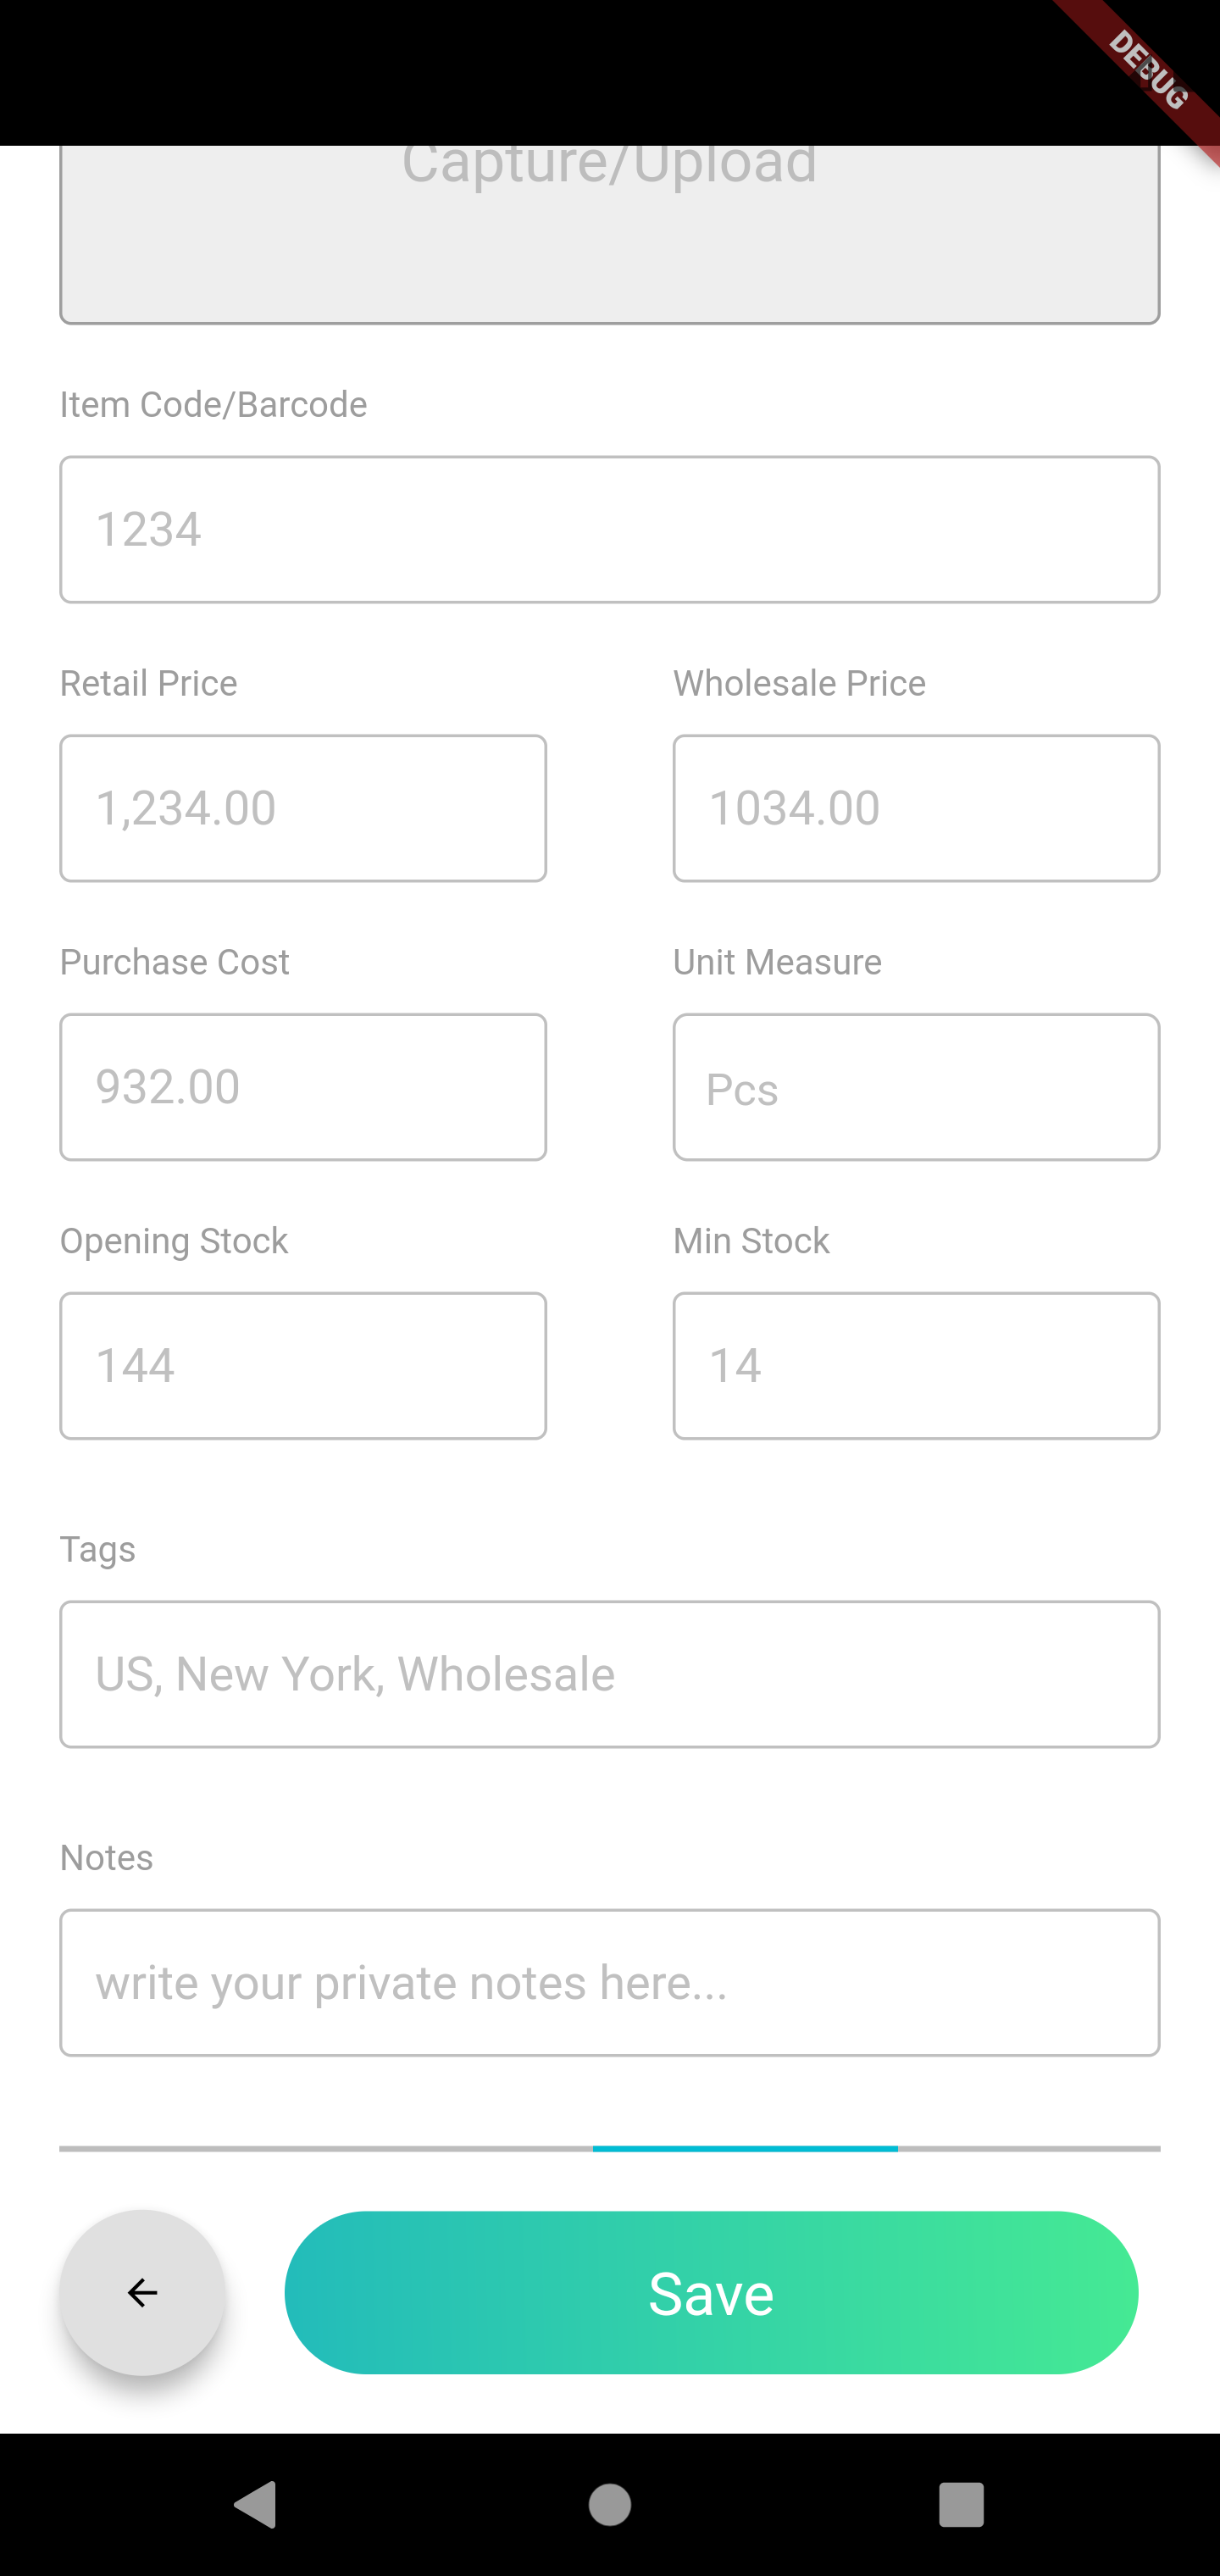 DEBUG
Capture/Upload
Item Code/Barcode
1234
Retail Price Wholesale Price
1,234.00 1034.00
Purchase Cost Unit Measure
932.00 Pcs
Opening Stock Min Stock
144 14
Tags
US, New York, Wholesale
Notes
write your private notes here...
Save